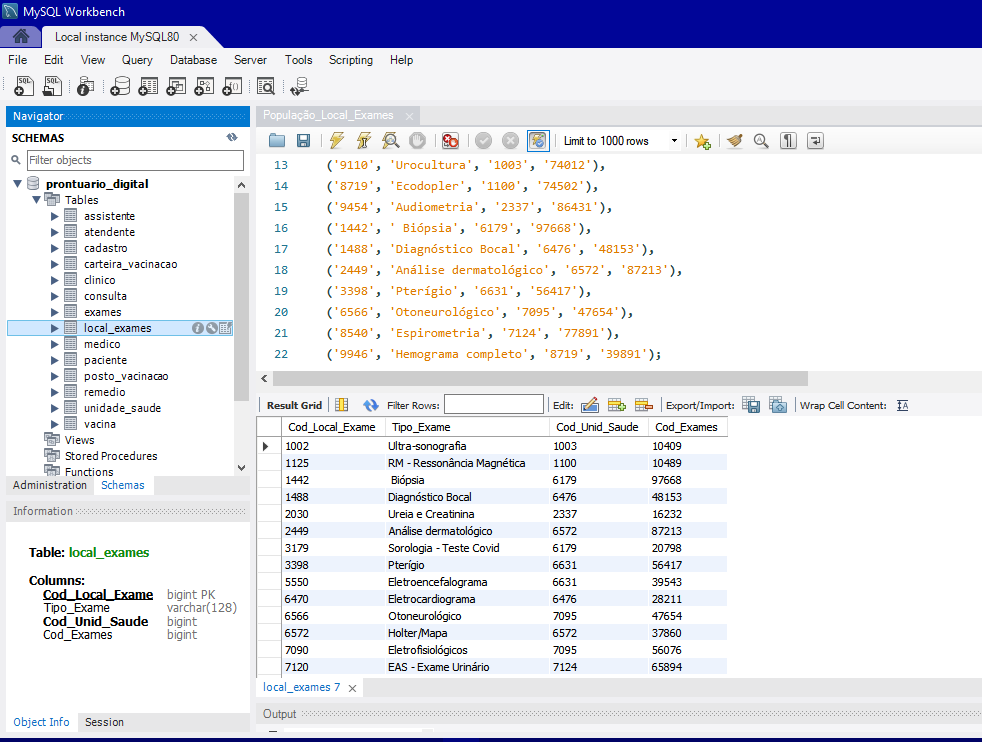 MySQL Workbench
Local instance MySQL80
File Edit View Query Database Server Tools Scripting Help
Navigator
SCHEMAS
Filter objects
prontuario_digital
Tables
assistente
atendente
cadastro
carteira_vacinacao
clinico
consulta
exames
local_exames
medico
paciente
posto_vacinacao
remedio
unidade_saude
vacina
Views
Stored Procedures
Functions
Administration Schemas
Information
Table: local_exames
Columns:
Cod_Local_Exame bigint PK
Tipo_Exame varchar(128)
Cod_Unid_Saude bigint
Cod_Exames bigint
Object Info Session
População_Local_Exames
Limit to 1000 rows
13 ('9110', 'Urocultura', '1003', '74012'),
14 ('8719', 'Ecodopler', '1100', '74502'),
15 ('9454', 'Audiometria', '2337', '86431'),
16 ('1442', ' Biópsia', '6179', '97668'),
17 ('1488', 'Diagnóstico Bocal', '6476', '48153'),
18 ('2449', 'Análise dermatológico', '6572', '87213'),
19 ('3398', 'Pterígio', '6631', '56417'),
20 ('6566', 'Otoneurológico', '7095', '47654'),
21 ('8540', 'Espirometria', '7124', '77891'),
22 ('9946', 'Hemograma completo', '8719', '39891');
Result Grid Filter Rows: Edit: Export/Import: Wrap Cell Content:
Cod_Local_Exame Tipo_Exame Cod_Unid_Saude Cod_Exames
1002 Ultra-sonografia 1003 10409
1125 RM - Ressonância Magnética 1100 10489
1442 Biópsia 6179 97668
1488 Diagnóstico Bocal 6476 48153
2030 Ureia e Creatinina 2337 16232
2449 Análise dermatológico 6572 87213
3179 Sorologia - Teste Covid 6179 20798
3398 Pterígio 6631 56417
5550 Eletroencefalograma 6631 39543
6470 Eletrocardiograma 6476 28211
6566 Otoneurológico 7095 47654
6572 Holter/Mapa 6572 37860
7090 Eletrofisiológicos 7095 56076
7120 EAS - Exame Urinário 7124 65894
local_exames 7
Output